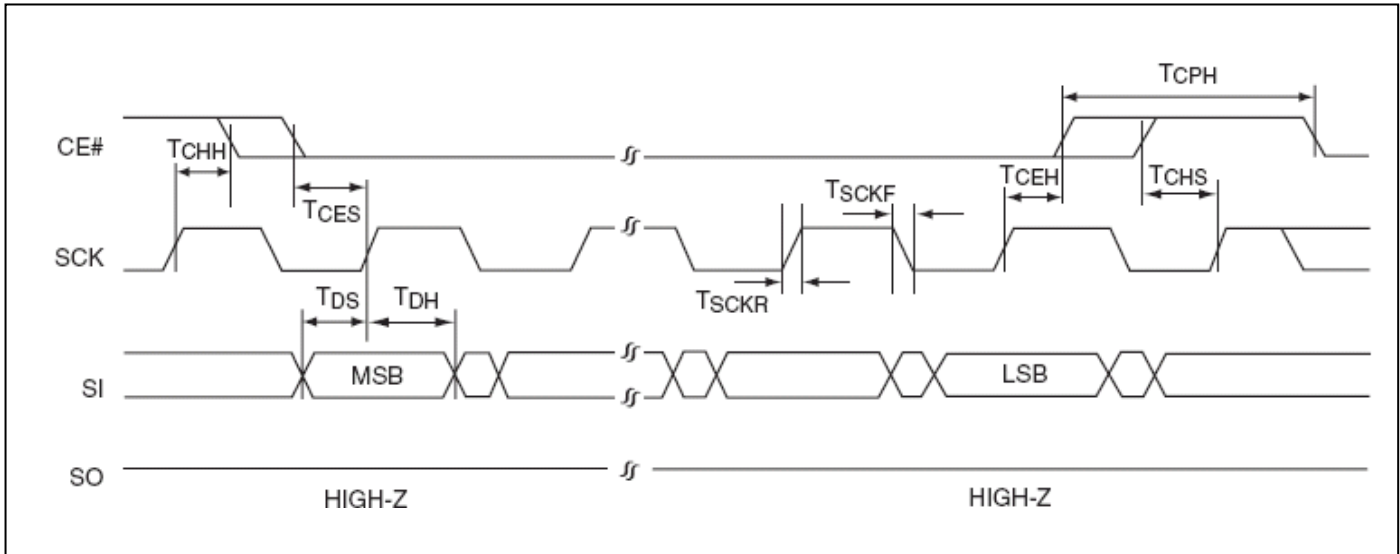 TCPH
CE#
TCHH
TCES
TSCKF
TCEH
TCHS
SCK
TSCKR
TDS
TDH
SI
MSB
LSB
SO
HIGH-Z
HIGH-Z